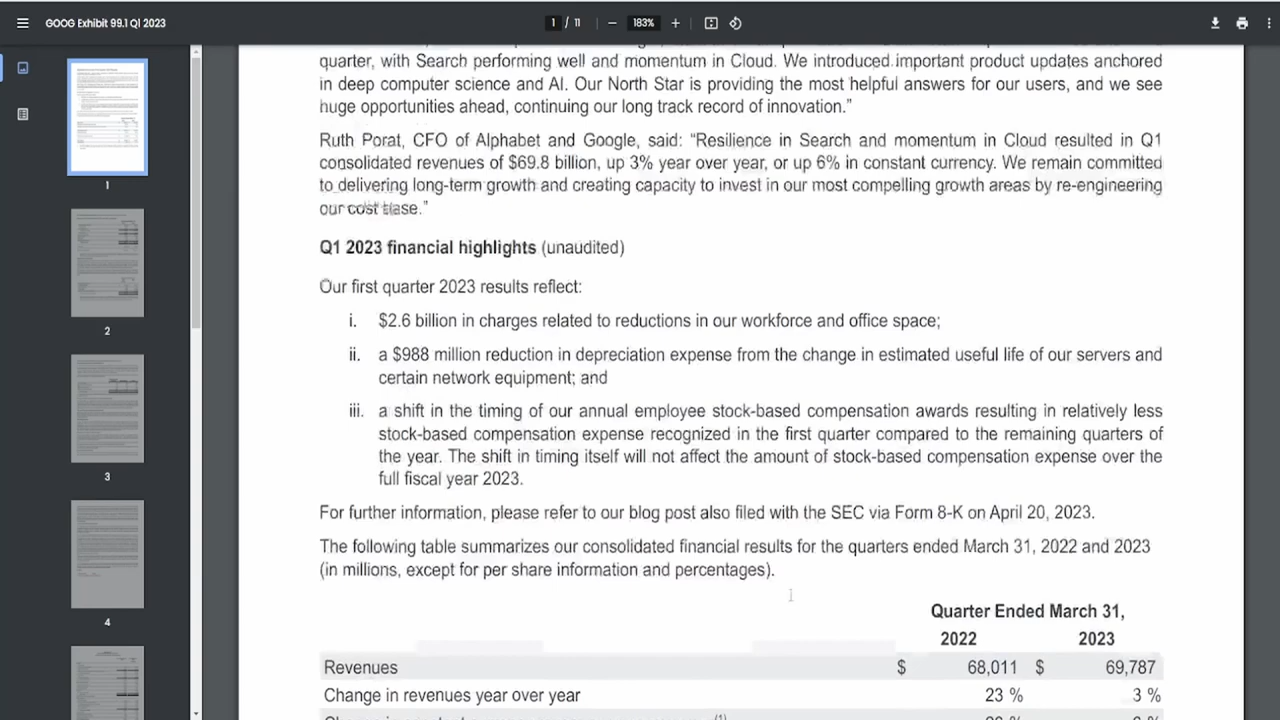 GOOG Exhibit 99.1 Q1 2023
1 / 11
183%
quarter, with Search performing well and momentum in Cloud. We introduced important product updates anchored
in deep computer science and AI. Our North Star is providing the most helpful answers for our users, and we see
huge opportunities ahead, continuing our long track record of innovation.”
Ruth Porat, CFO of Alphabet and Google, said: “Resilience in Search and momentum in Cloud resulted in Q1
consolidated revenues of $69.8 billion, up 3% year over year, or up 6% in constant currency. We remain committed
to delivering long-term growth and creating capacity to invest in our most compelling growth areas by re-engineering
our cost base.”
Q1 2023 financial highlights (unaudited)
Our first quarter 2023 results reflect:
i. $2.6 billion in charges related to reductions in our workforce and office space;
ii. a $988 million reduction in depreciation expense from the change in estimated useful life of our servers and
certain network equipment; and
iii. a shift in the timing of our annual employee stock-based compensation awards resulting in relatively less
stock-based compensation expense recognized in the first quarter compared to the remaining quarters of
the year. The shift in timing itself will not affect the amount of stock-based compensation expense over the
full fiscal year 2023.
For further information, please refer to our blog post also filed with the SEC via Form 8-K on April 20, 2023.
The following table summarizes our consolidated financial results for the quarters ended March 31, 2022 and 2023
(in millions, except for per share information and percentages).
Quarter Ended March 31,
2022 2023
Revenues $ 68,011 $ 69,787
Change in revenues year over year 23 % 3 %
1
2
3
4